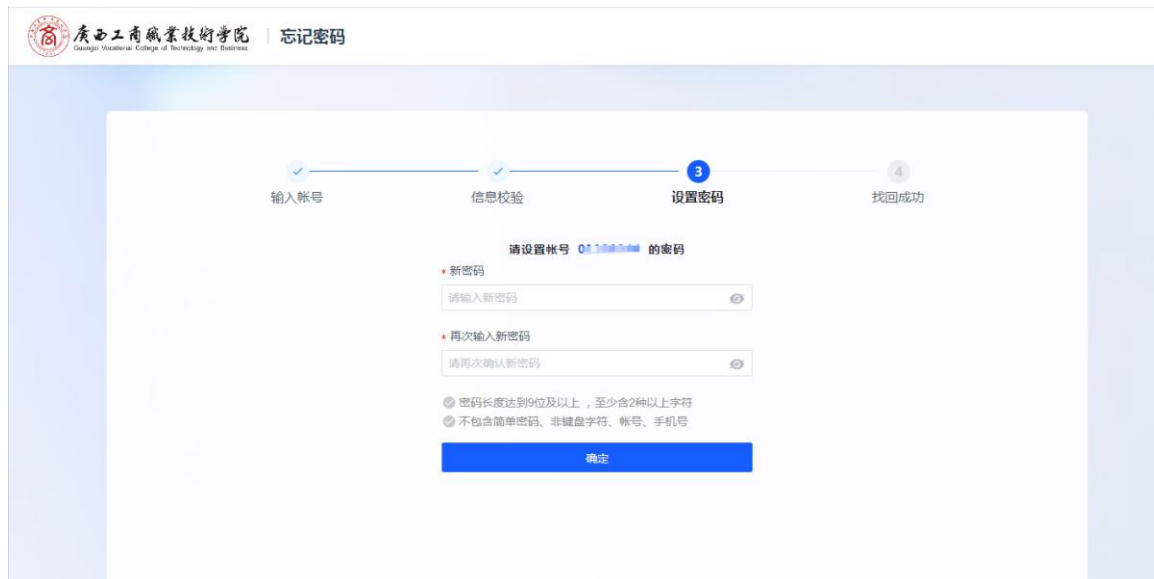 广西工商职业技术学院
Guangxi Vocational College of Technology and Business
忘记密码
3
4
输入帐号
信息校验
设置密码
找回成功
请设置帐号 的密码
* 新密码
请输入新密码
* 再次输入新密码
请再次确认新密码
密码长度达到9位及以上 ，至少含2种以上字符
不包含简单密码、非键盘字符、帐号、手机号
确定